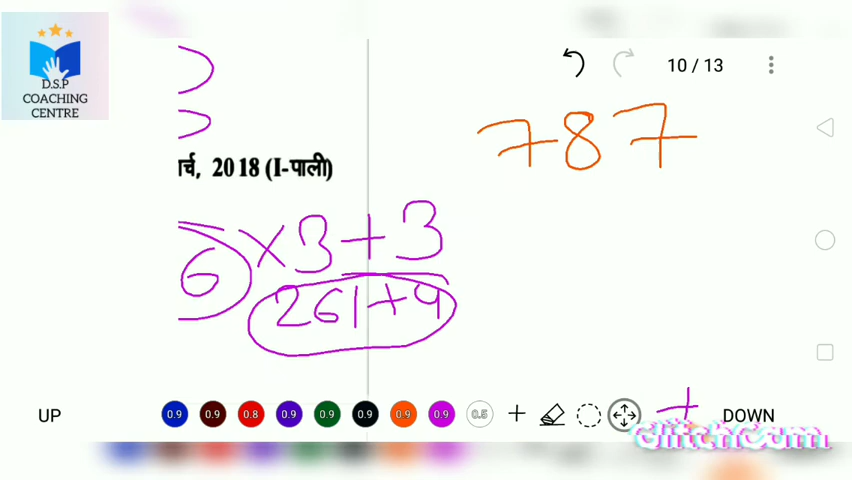 D.S.P
COACHING
CENTRE
10 / 13
787
मार्च, 2018 (I-पाली)
6 ×3+3
261+9
UP
0.9 0.9 0.8 0.9 0.9 0.9 0.9 0.9 0.5
+
DOWN
GlitchCam